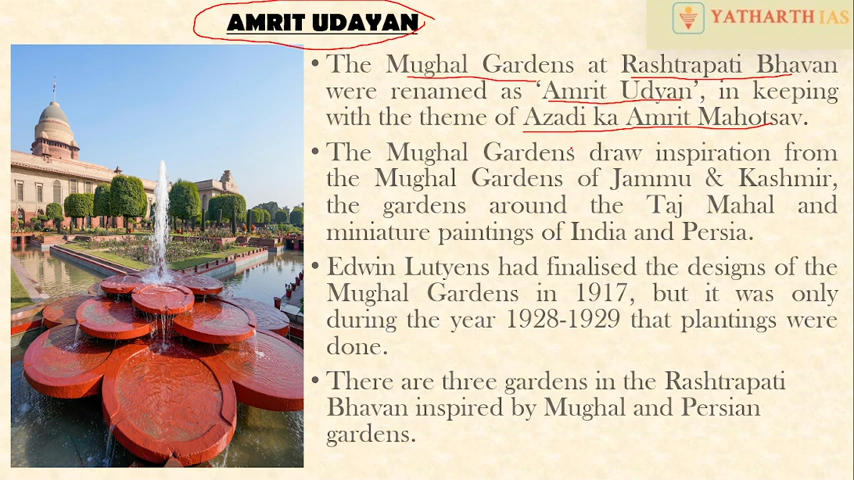 AMRIT UDAYAN
YATHARTH IAS
• The Mughal Gardens at Rashtrapati Bhavan
were renamed as ‘Amrit Udyan’, in keeping
with the theme of Azadi ka Amrit Mahotsav.
• The Mughal Gardens draw inspiration from
the Mughal Gardens of Jammu & Kashmir,
the gardens around the Taj Mahal and
miniature paintings of India and Persia.
• Edwin Lutyens had finalised the designs of the
Mughal Gardens in 1917, but it was only
during the year 1928-1929 that plantings were
done.
• There are three gardens in the Rashtrapati
Bhavan inspired by Mughal and Persian
gardens.